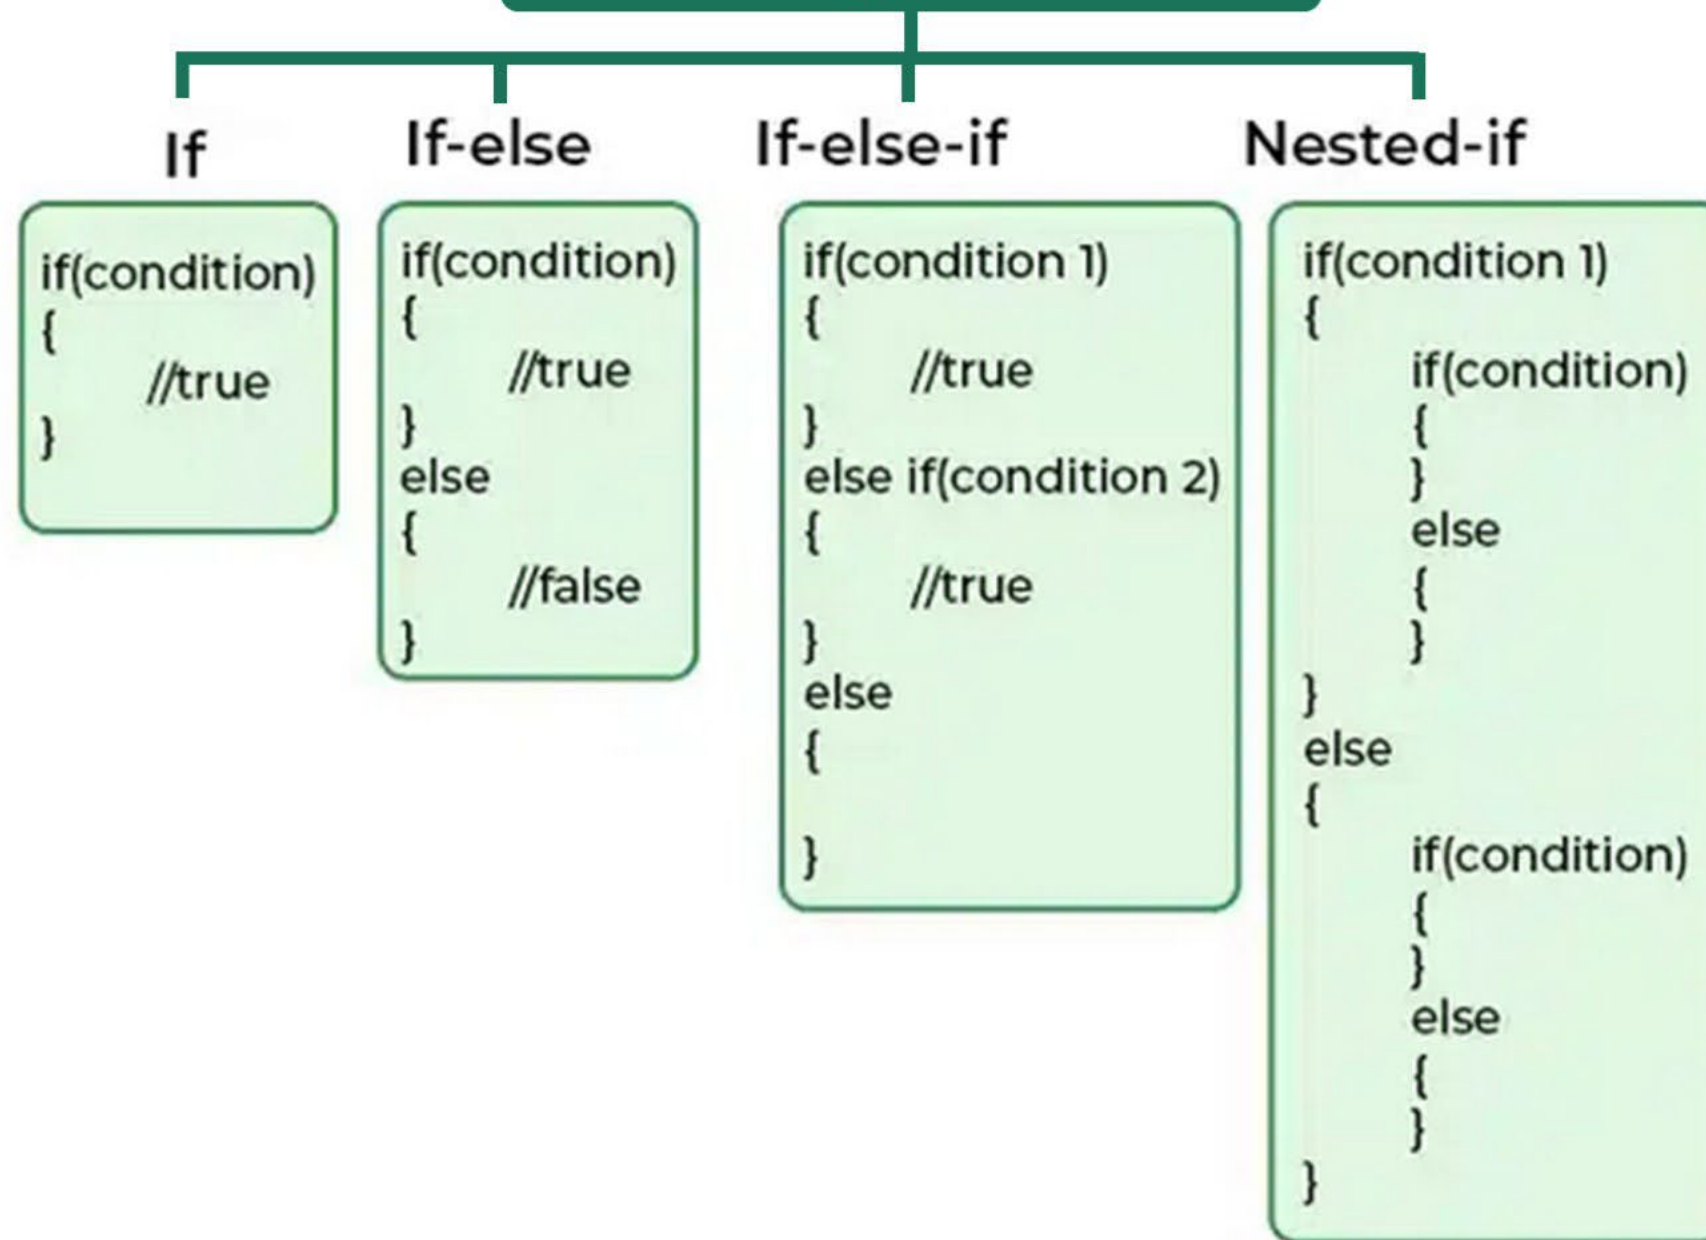 If
if(condition)
{
//true
}
If-else
if(condition)
{
//true
}
else
{
//false
}
If-else-if
if(condition 1)
{
//true
}
else if(condition 2)
{
//true
}
else
{
}
Nested-if
if(condition 1)
{
if(condition)
{
}
else
{
}
}
else
{
if(condition)
{
}
else
{
}
}